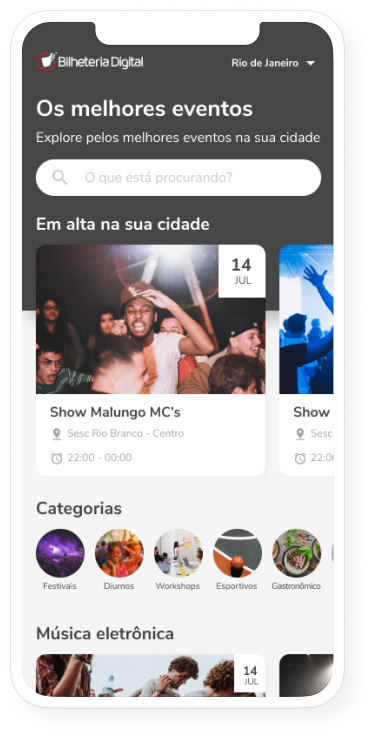 Bilheteria Digital
Rio de Janeiro
Os melhores eventos
Explore pelos melhores eventos na sua cidade
O que está procurando?
Em alta na sua cidade
14
JUL
Show Malungo MC's
Sesc Rio Branco - Centro
22:00 - 00:00
Show
Sesc
22:0
Categorias
Festivais
Diurnos
Workshops
Esportivos
Gastronômico
Música eletrônica
14
JUL